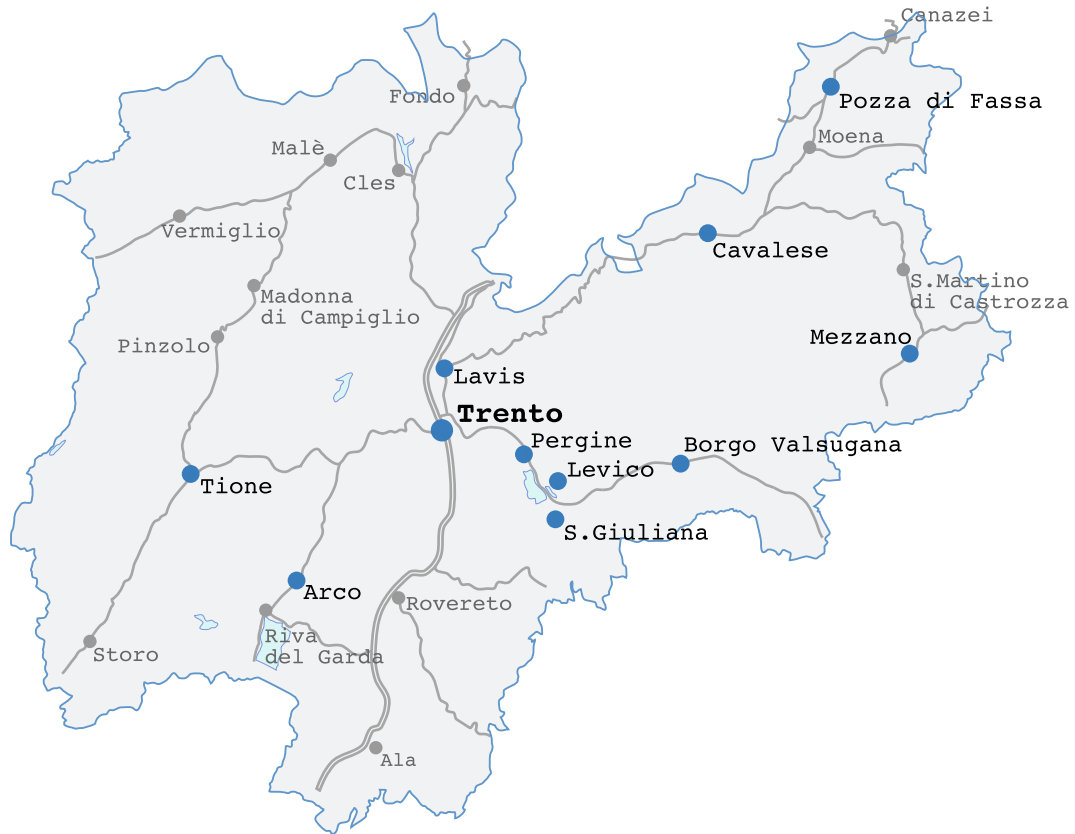 Canazei
Fondo
Pozza di Fassa
Moena
Malè
Cles
Vermiglio
Cavalese
S.Martino
di Castrozza
Madonna
di Campiglio
Pinzolo
Mezzano
Lavis
Trento
Pergine
Borgo Valsugana
Levico
Tione
S.Giuliana
Arco
Rovereto
Riva
del Garda
Storo
Ala